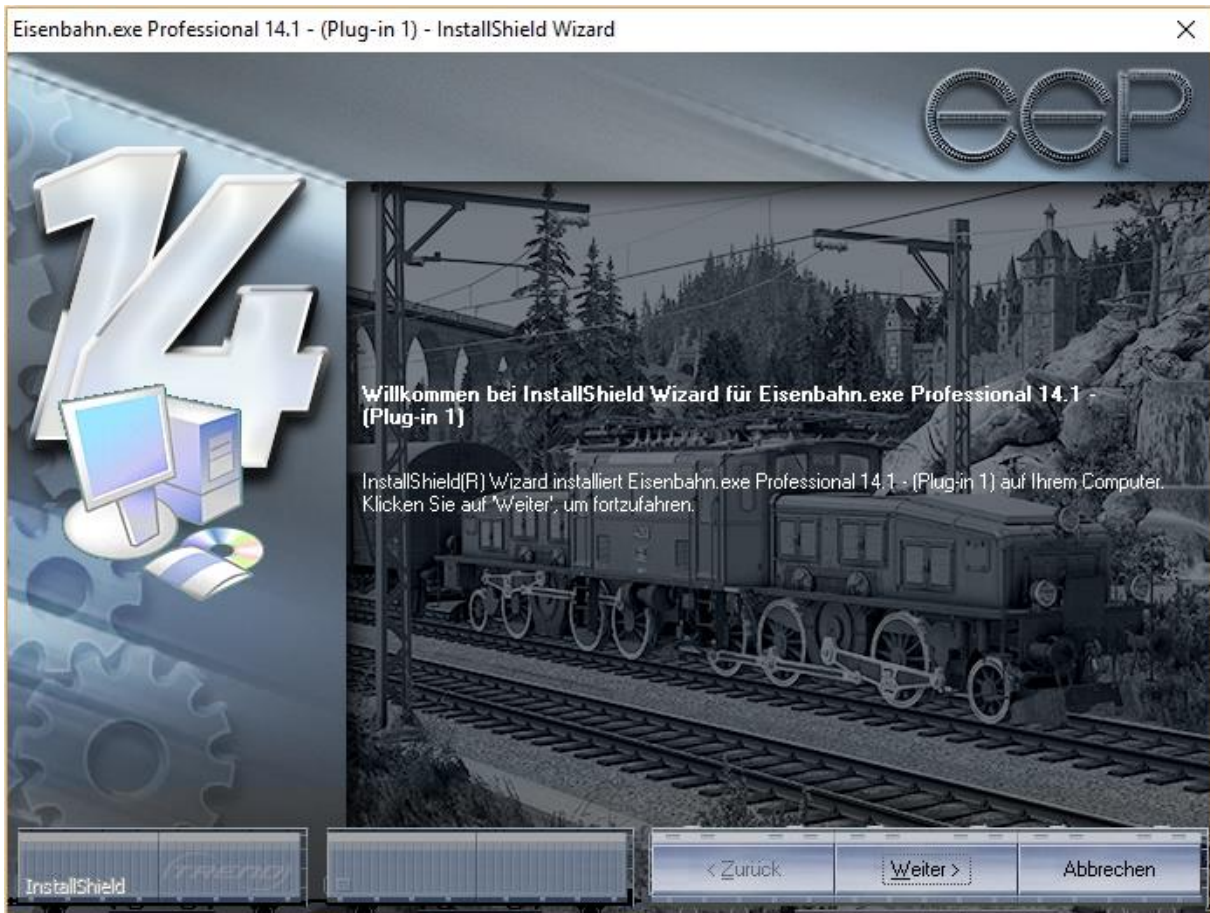 Eisenbahn.exe Professional 14.1 - (Plug-in 1) - InstallShield Wizard
EEP
14
Willkommen bei InstallShield Wizard für Eisenbahn.exe Professional 14.1 -
(Plug-in 1)
InstallShield(R) Wizard installiert Eisenbahn.exe Professional 14.1 - (Plug-in 1) auf Ihrem Computer.
Klicken Sie auf 'Weiter', um fortzufahren.
TREND
InstallShield
< Zurück
Weiter >
Abbrechen